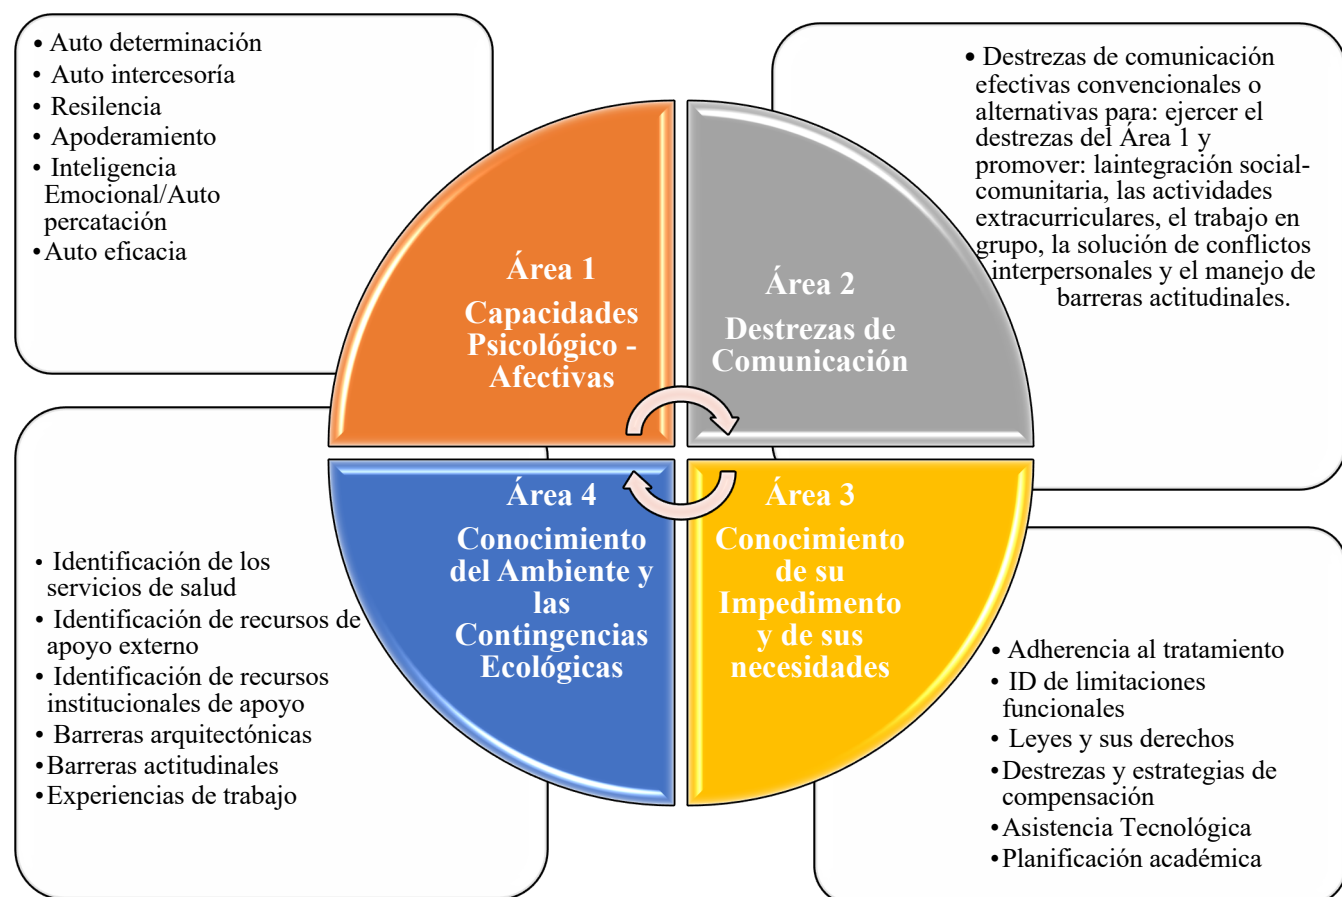 • Auto determinación
• Auto intercesoría
• Resilencia
• Apoderamiento
• Inteligencia
Emocional/Auto
percatación
• Auto eficacia
• Destrezas de comunicación
efectivas convencionales o
alternativas para: ejercer el
destrezas del Área 1 y
promover: laintegración social-
comunitaria, las actividades
extracurriculares, el trabajo en
grupo, la solución de conflictos
interpersonales y el manejo de
barreras actitudinales.
Área 1
Capacidades
Psicológico -
Afectivas
Área 2
Destrezas de
Comunicación
Área 4
Conocimiento
del Ambiente y
las
Contingencias
Ecológicas
Área 3
Conocimiento
de su
Impedimento
y de sus
necesidades
• Identificación de los
servicios de salud
• Identificación de recursos de
apoyo externo
• Identificación de recursos
institucionales de apoyo
• Barreras arquitectónicas
• Barreras actitudinales
• Experiencias de trabajo
• Adherencia al tratamiento
• ID de limitaciones
funcionales
• Leyes y sus derechos
• Destrezas y estrategias de
compensación
• Asistencia Tecnológica
• Planificación académica